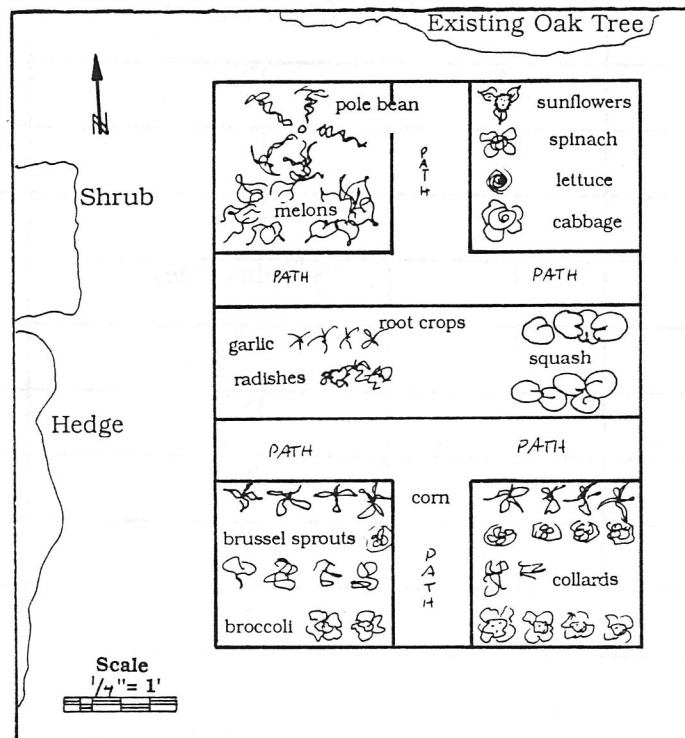 Existing Oak Tree
N
pole bean
sunflowers
spinach
PATH
Shrub
lettuce
melons
cabbage
PATH
PATH
root crops
garlic
squash
radishes
Hedge
PATH
PATH
corn
brussel sprouts
PATH
collards
broccoli
Scale
1/4"= 1'